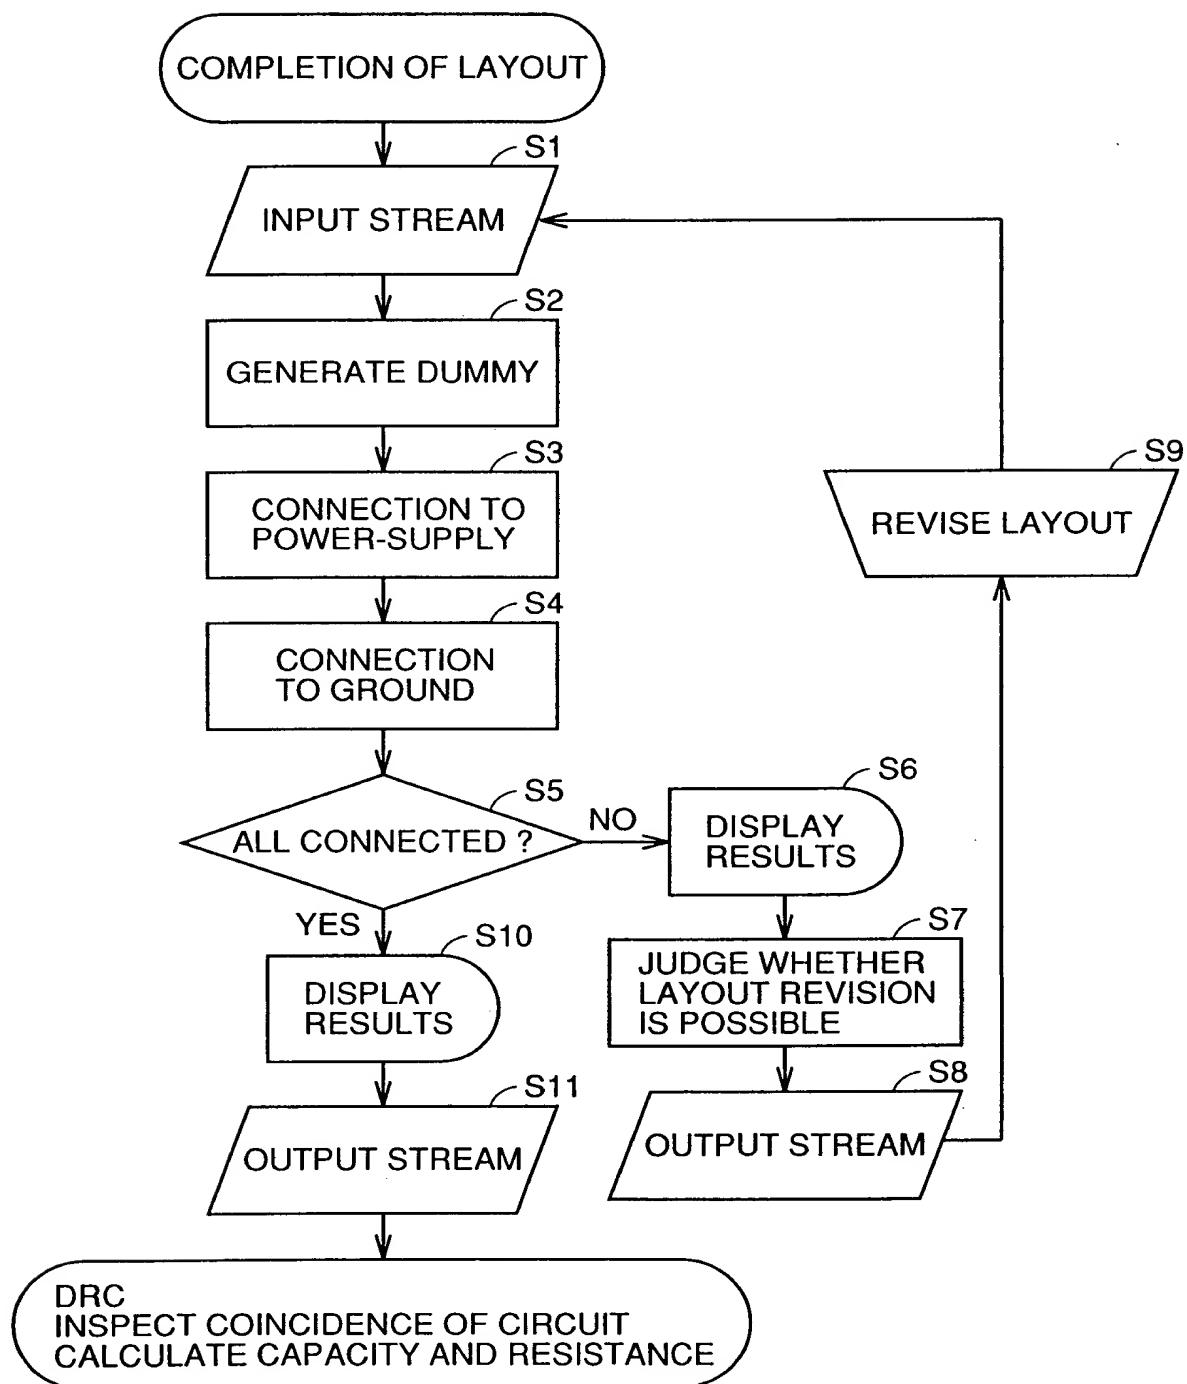 COMPLETION OF LAYOUT
S1
INPUT STREAM
S2
GENERATE DUMMY
S3
CONNECTION TO
POWER-SUPPLY
S9
REVISE LAYOUT
S4
CONNECTION
TO GROUND
S5
ALL CONNECTED ?
NO
S6
DISPLAY
RESULTS
YES
S7
JUDGE WHETHER
LAYOUT REVISION
IS POSSIBLE
S10
DISPLAY
RESULTS
S8
OUTPUT STREAM
S11
OUTPUT STREAM
DRC
INSPECT COINCIDENCE OF CIRCUIT
CALCULATE CAPACITY AND RESISTANCE